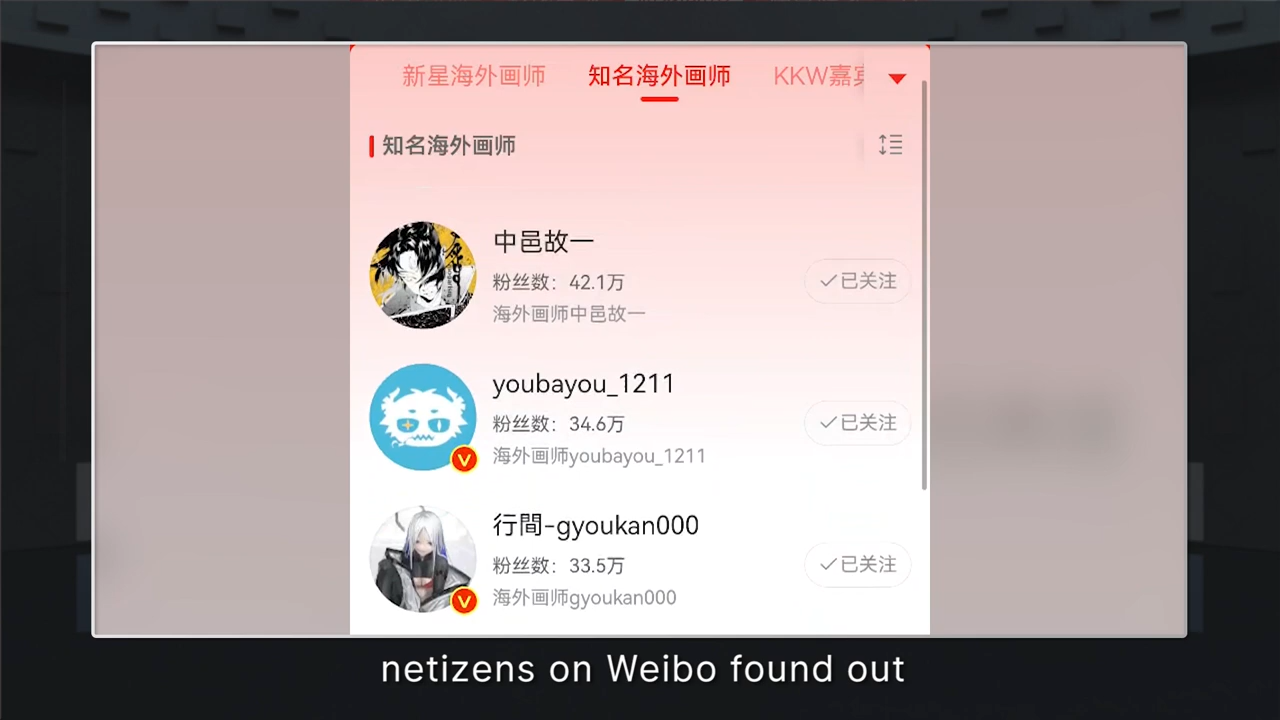 新星海外画师 知名海外画师 KKW嘉宾
知名海外画师
中邑故一
粉丝数：42.1万
已关注
海外画师中邑故一
youbayou_1211
粉丝数：34.6万
已关注
海外画师youbayou_1211
行間-gyoukan000
粉丝数：33.5万
已关注
海外画师gyoukan000
netizens on Weibo found out